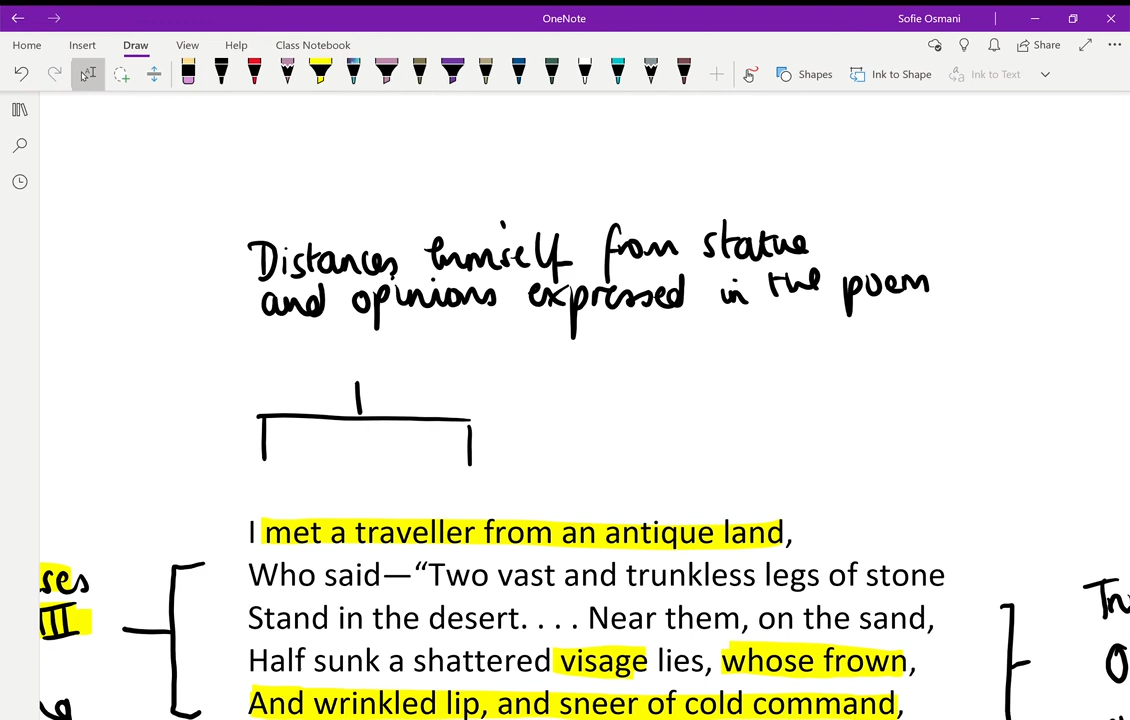 OneNote
Sofie Osmani
Home Insert Draw View Help Class Notebook
Share
Shapes Ink to Shape Ink to Text
Distances himself from statue
and opinions expressed in the poem
I met a traveller from an antique land,
ses
Who said—“Two vast and trunkless legs of stone
III
Stand in the desert. . . . Near them, on the sand,
Half sunk a shattered visage lies, whose frown,
And wrinkled lip, and sneer of cold command,